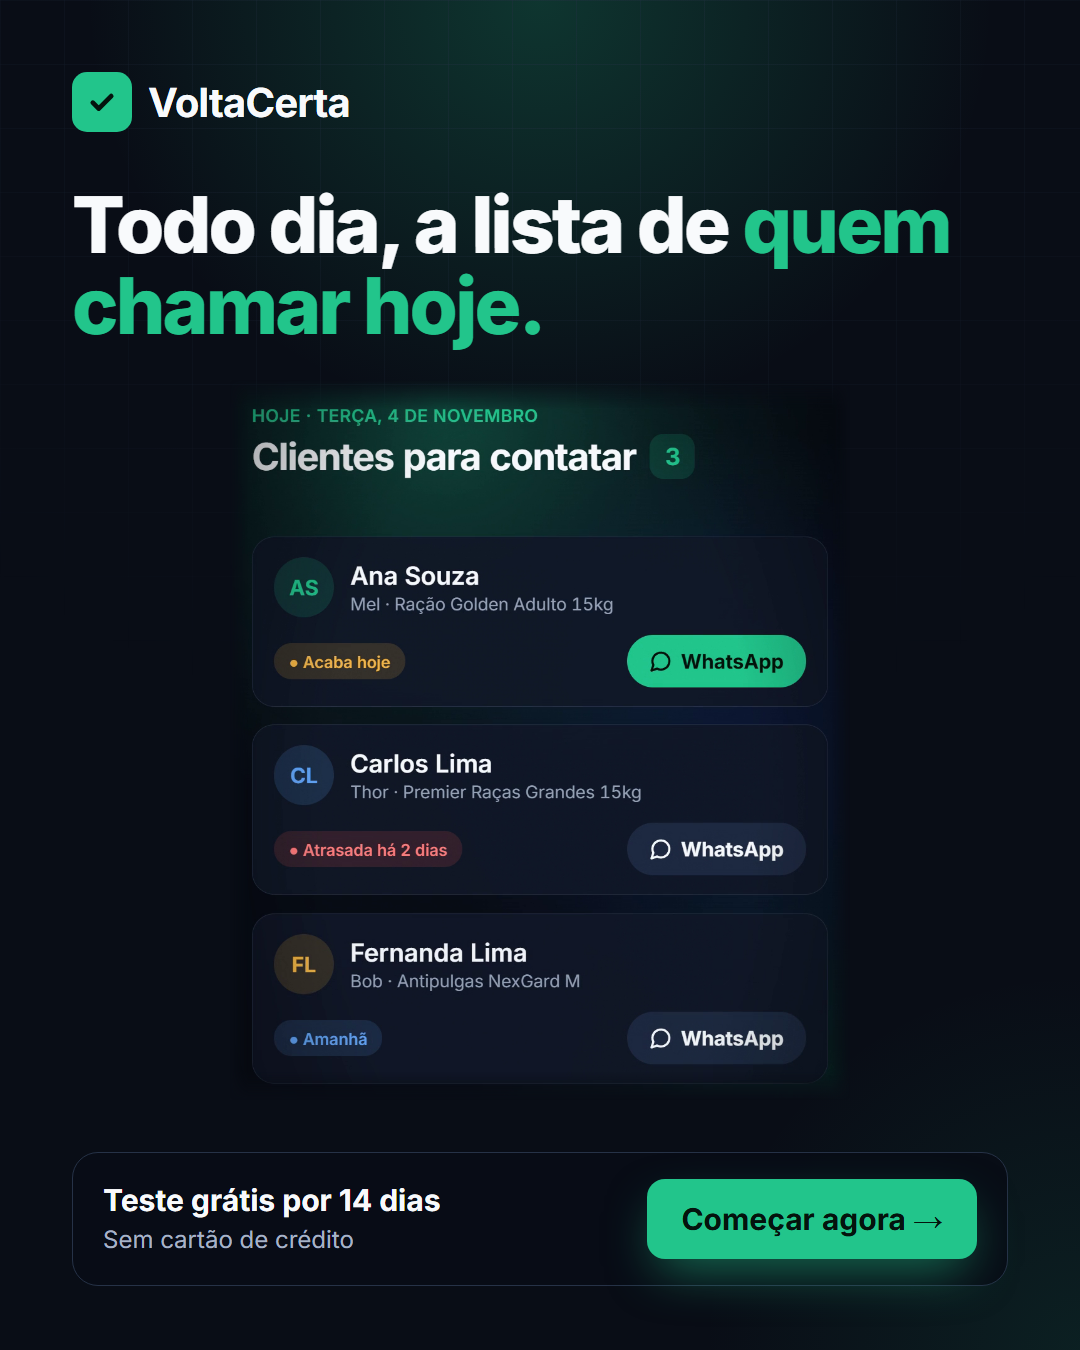 VoltaCerta
Todo dia, a lista de quem
chamar hoje.
HOJE · TERÇA, 4 DE NOVEMBRO
Clientes para contatar 3
AS
Ana Souza
Mel · Ração Golden Adulto 15kg
● Acaba hoje
WhatsApp
CL
Carlos Lima
Thor · Premier Raças Grandes 15kg
● Atrasada há 2 dias
WhatsApp
FL
Fernanda Lima
Bob · Antipulgas NexGard M
● Amanhã
WhatsApp
Teste grátis por 14 dias
Sem cartão de crédito
Começar agora →